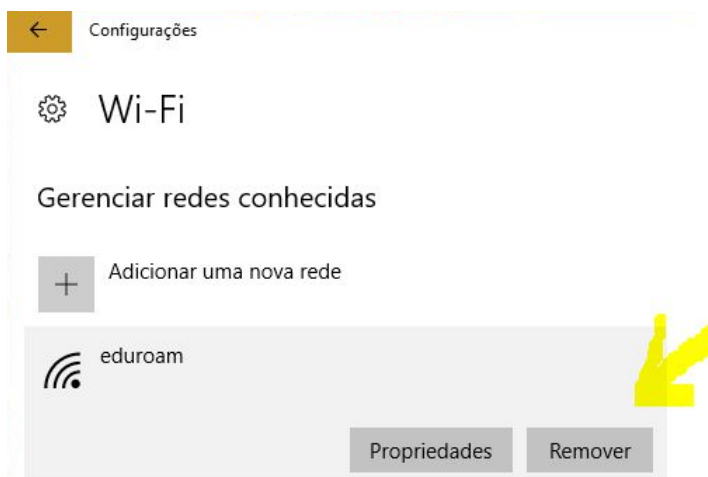 Configurações
Wi-Fi
Gerenciar redes conhecidas
Adicionar uma nova rede
eduroam
Propriedades Remover